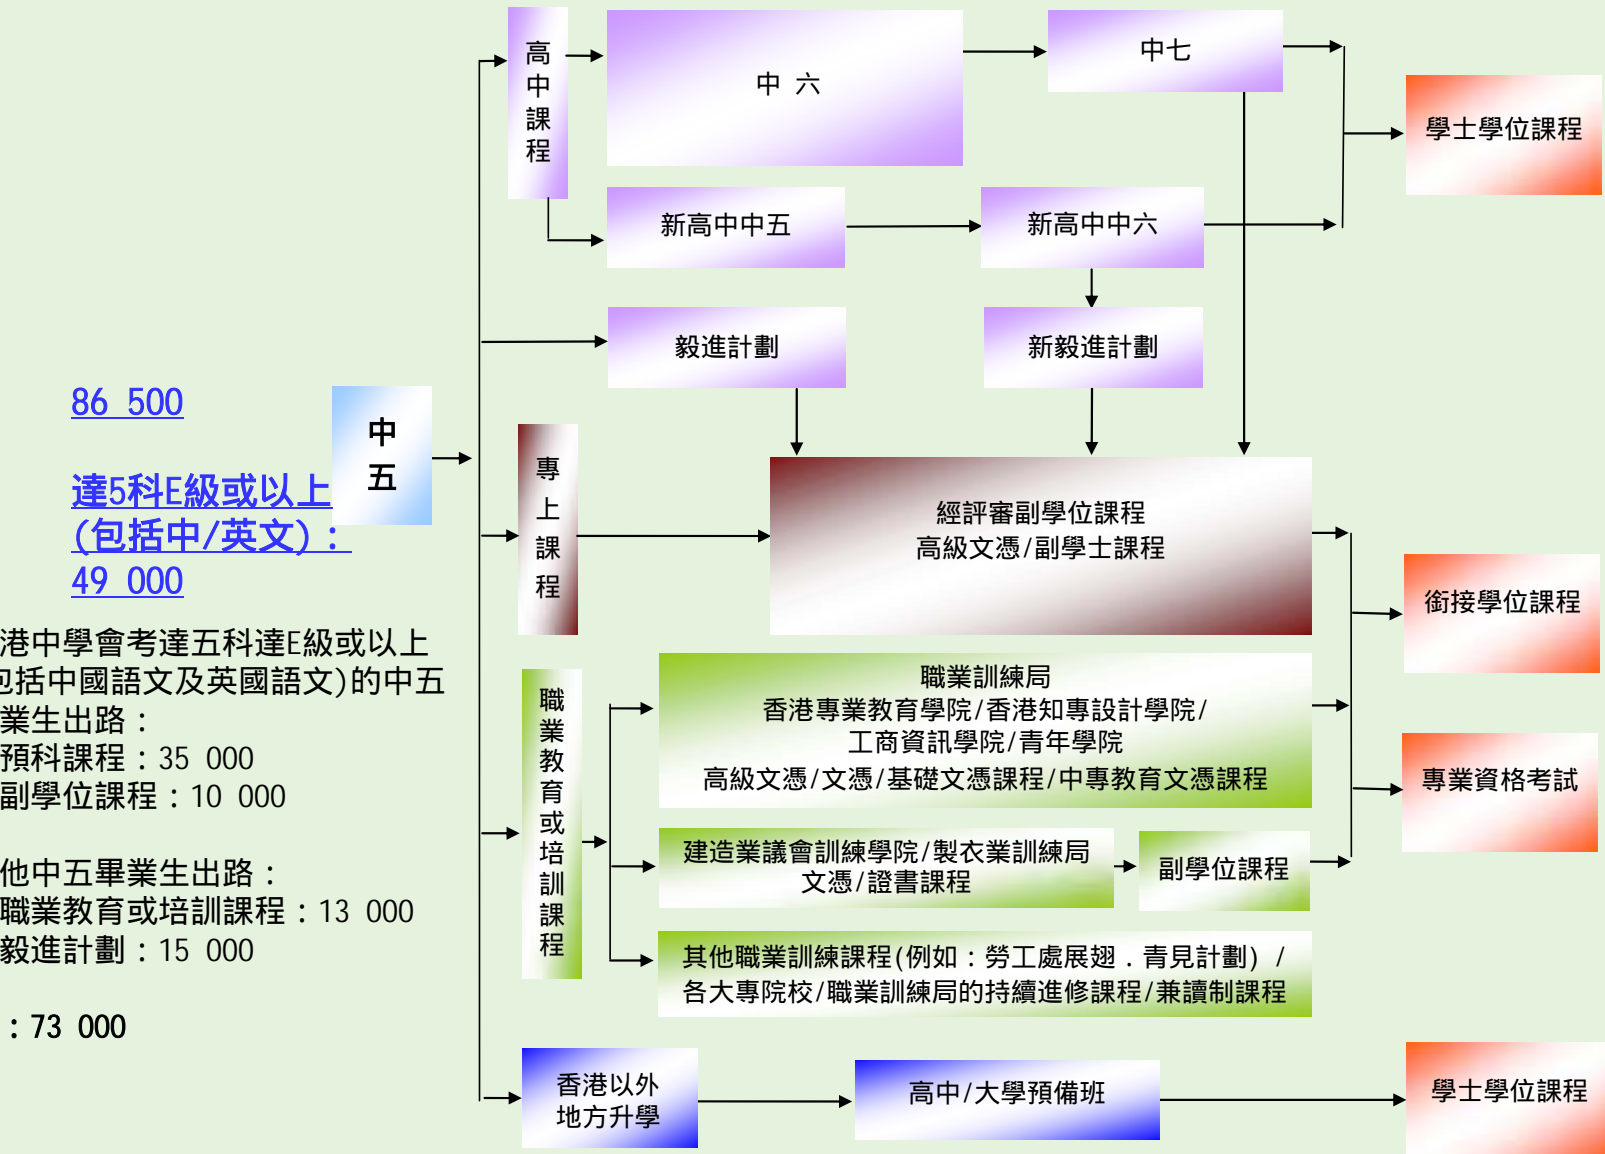 高中課程
中 六
中七
學士學位課程
新高中中五
新高中中六
毅進計劃
新毅進計劃
86 500
中五
達5科E級或以上
(包括中/英文)：
49 000
專上課程
經評審副學位課程
高級文憑/副學士課程
銜接學位課程
港中學會考達五科達E級或以上
包括中國語文及英國語文)的中五
業生出路：
預科課程：35 000
副學位課程：10 000
他中五畢業生出路：
職業教育或培訓課程：13 000
毅進計劃：15 000
：73 000
職業教育或培訓課程
職業訓練局
香港專業教育學院/香港知專設計學院/
工商資訊學院/青年學院
高級文憑/文憑/基礎文憑課程/中專教育文憑課程
專業資格考試
建造業議會訓練學院/製衣業訓練局
文憑/證書課程
副學位課程
其他職業訓練課程(例如：勞工處展翅．青見計劃) /
各大專院校/職業訓練局的持續進修課程/兼讀制課程
香港以外
地方升學
高中/大學預備班
學士學位課程